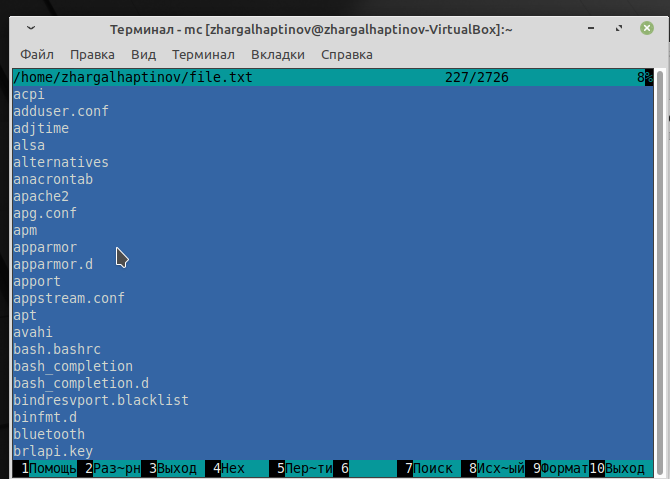 Терминал - mc [zhargalhaptinov@zhargalhaptinov-VirtualBox]:~
Файл Правка Вид Терминал Вкладки Справка
/home/zhargalhaptinov/file.txt 227/2726 8%
acpi
adduser.conf
adjtime
alsa
alternatives
anacrontab
apache2
apg.conf
apm
apparmor
apparmor.d
apport
appstream.conf
apt
avahi
bash.bashrc
bash_completion
bash_completion.d
bindresvport.blacklist
binfmt.d
bluetooth
brlapi.key
1Помощь 2Раз~рн 3Выход 4Hex 5Пер~ти 6 7Поиск 8Исх~ый 9Формат 10Выход